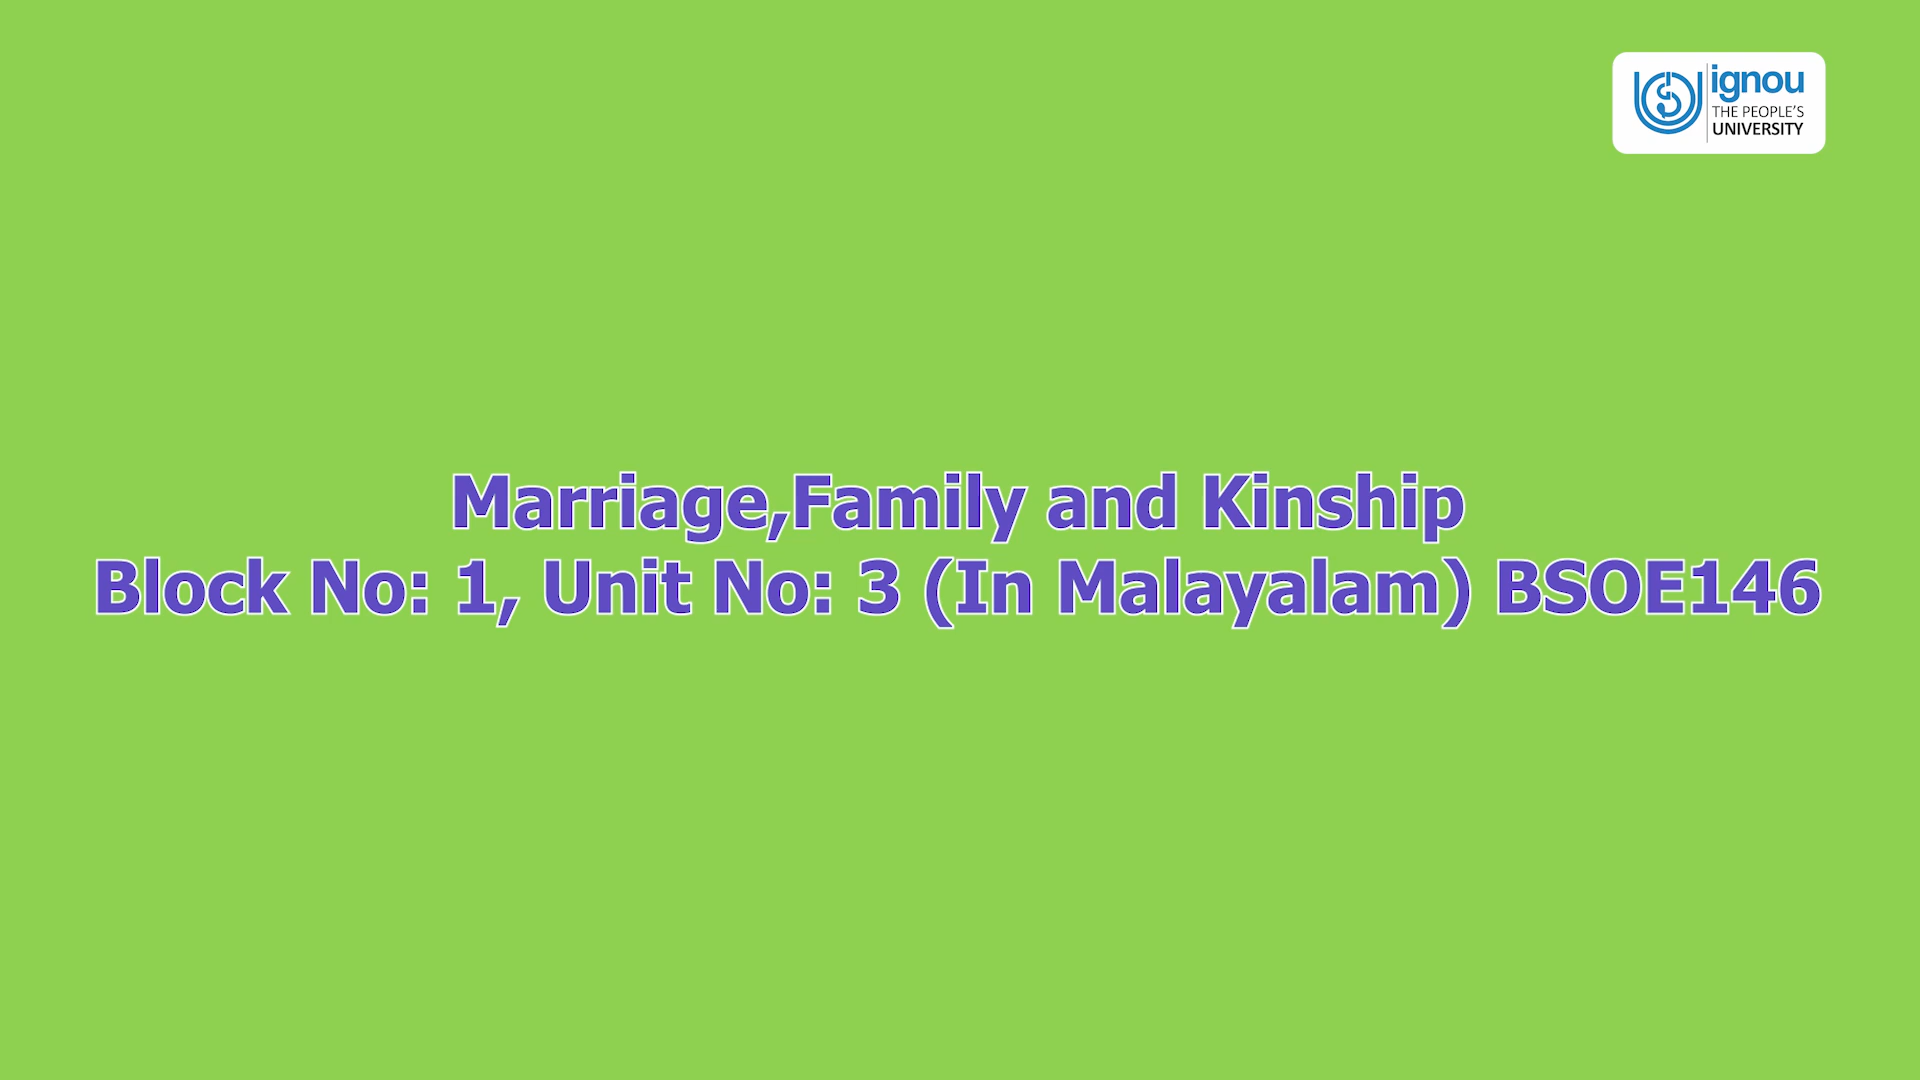 ignou
THE PEOPLE'S
UNIVERSITY
Marriage,Family and Kinship
Block No: 1, Unit No: 3 (In Malayalam) BSOE146